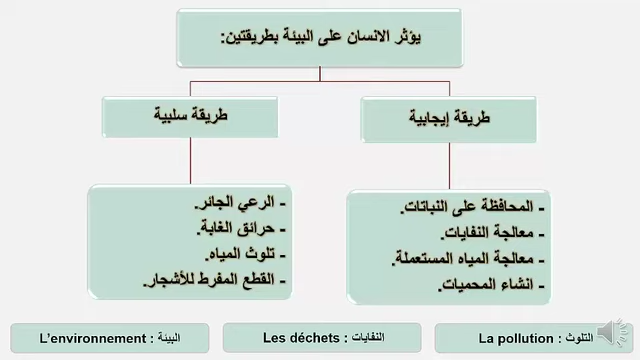 يؤثر الانسان على البيئة بطريقتين:
طريقة إيجابية
طريقة سلبية
- المحافظة على النباتات.
- معالجة النفايات.
- معالجة المياه المستعملة.
- انشاء المحميات.
- الرعي الجائر.
- حرائق الغابة.
- تلوث المياه.
- القطع المفرط للأشجار.
La pollution : التلوث
Les déchets : النفايات
L'environnement : البيئة